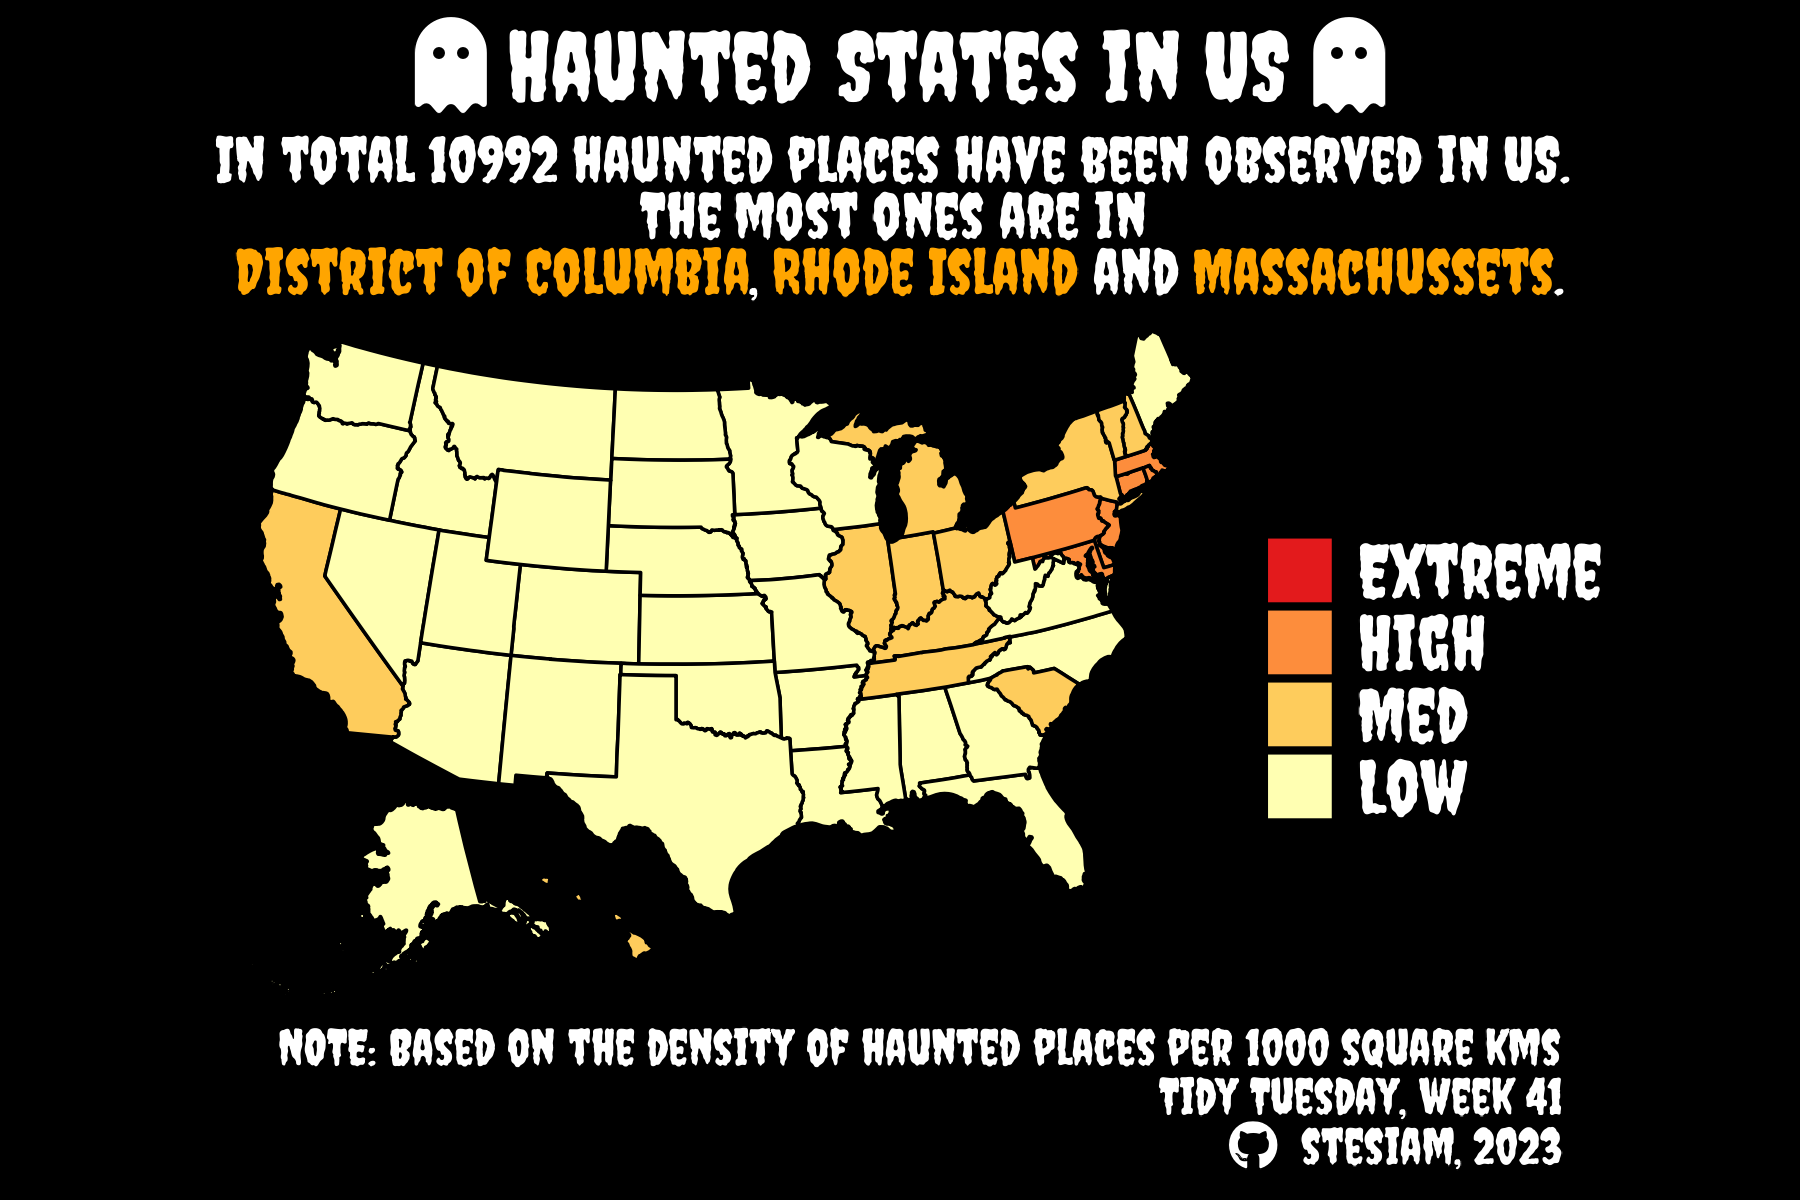 HAUNTED STATES IN US
IN TOTAL 10992 HAUNTED PLACES HAVE BEEN OBSERVED IN US.
THE MOST ONES ARE IN
DISTRICT OF COLUMBIA, RHODE ISLAND AND MASSACHUSSETS.
EXTREME
HIGH
MED
LOW
NOTE: BASED ON THE DENSITY OF HAUNTED PLACES PER 1000 SQUARE KMS
TIDY TUESDAY, WEEK 41
STESIAM, 2023